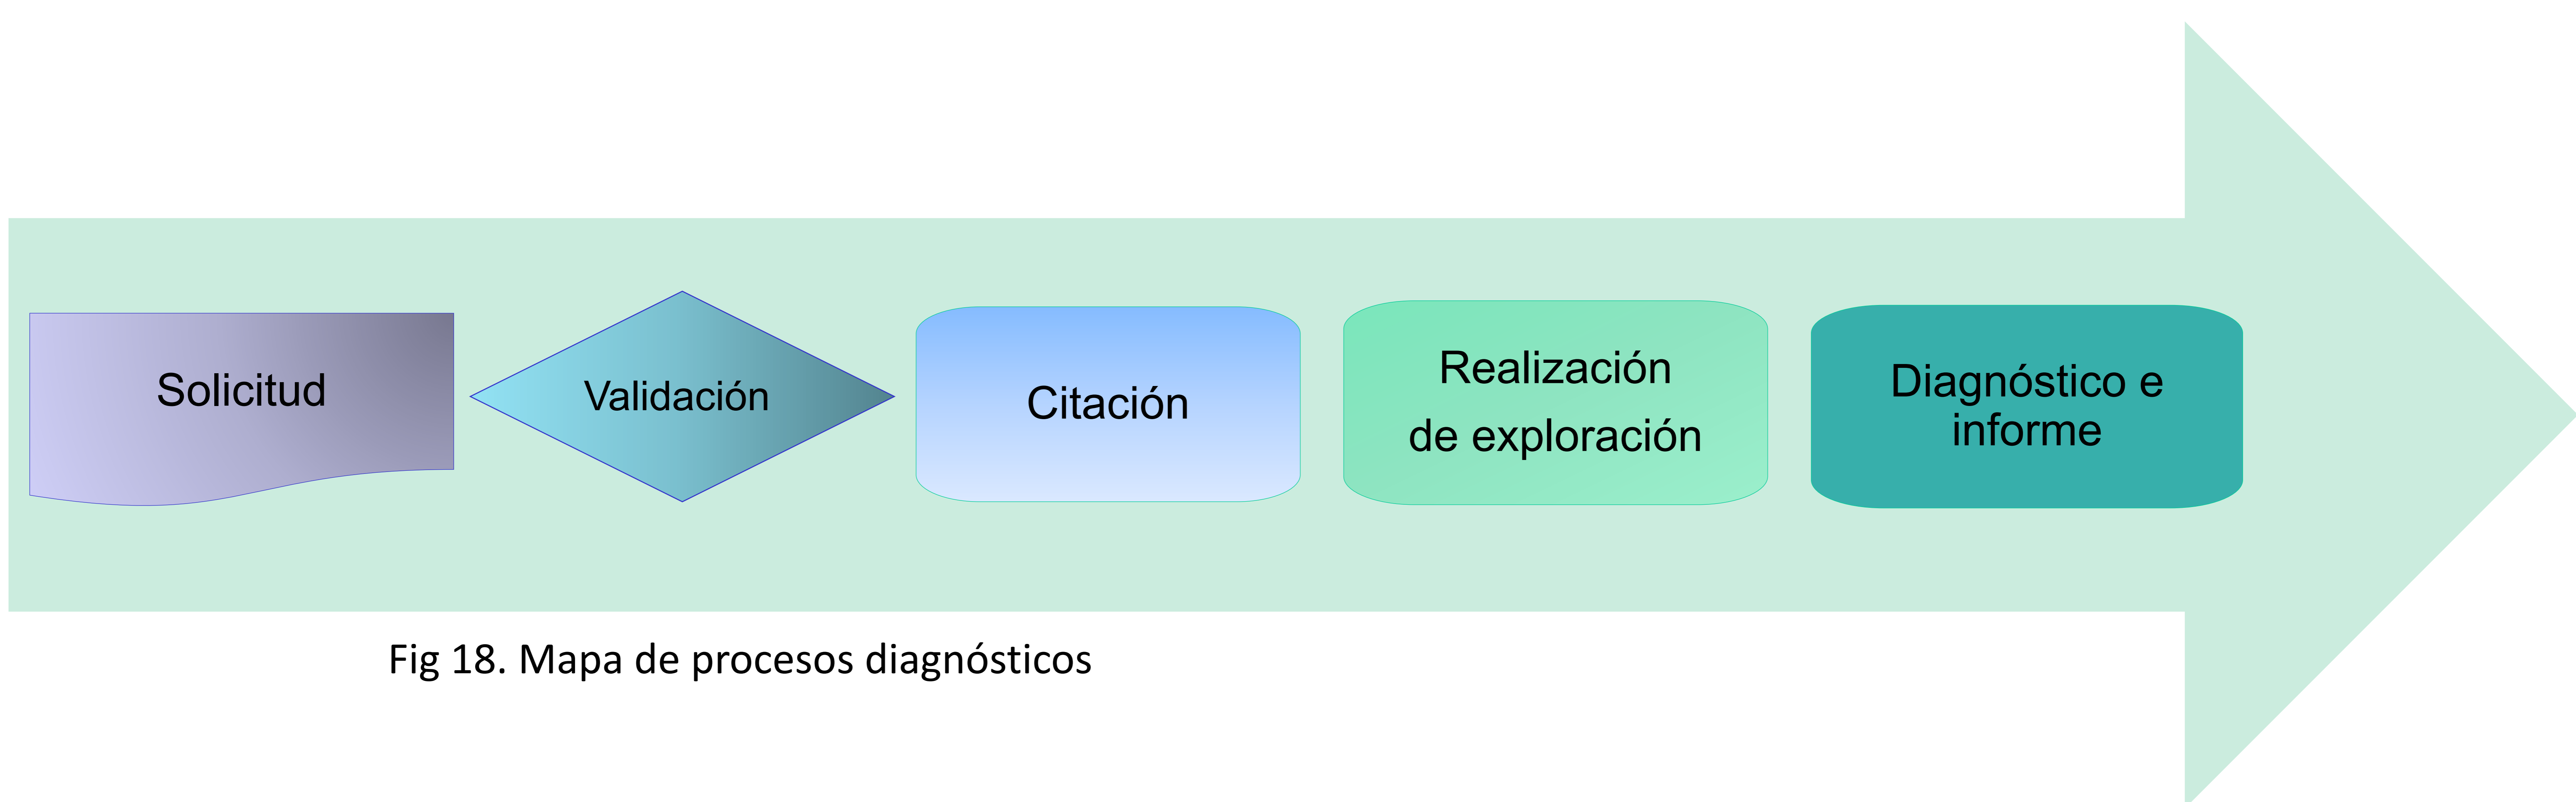 Solicitud
Validación
Citación
Realización
de exploración
Diagnóstico e
informe
Fig 18. Mapa de procesos diagnósticos